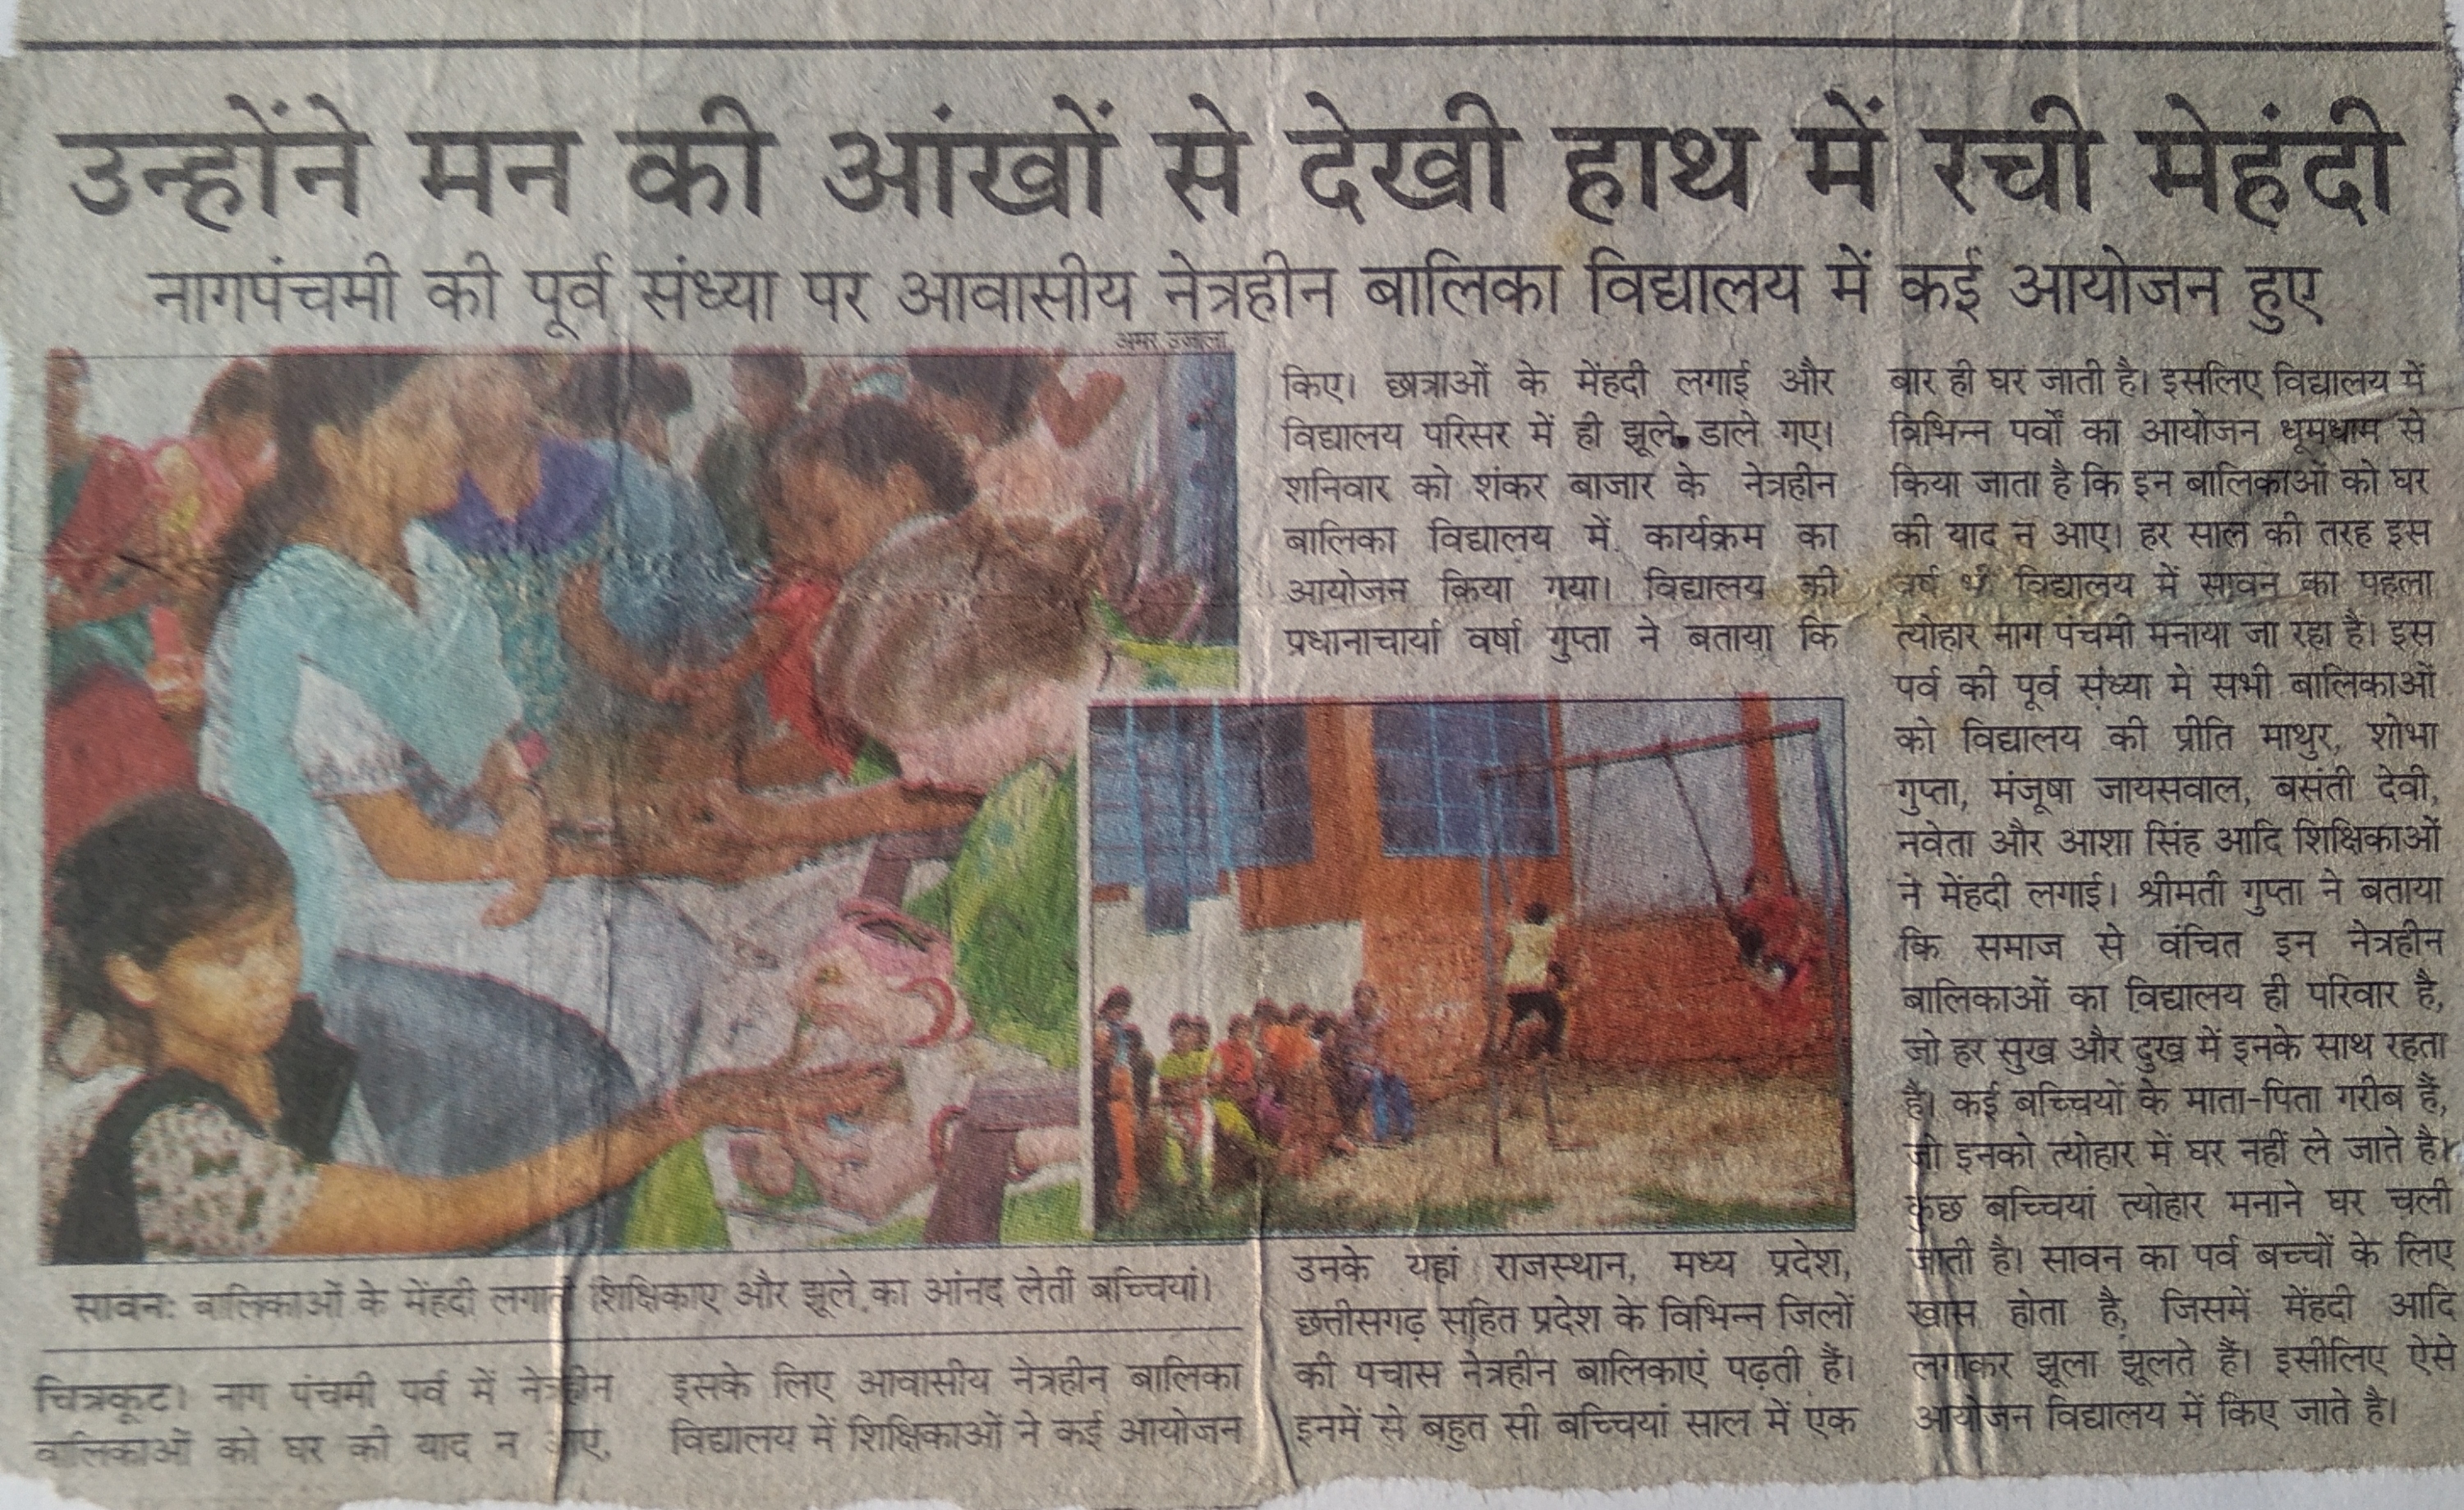 उन्होंने मन की आंखों से देखी हाथ में रची मेहंदी
नागपंचमी की पूर्व संध्या पर आवासीय नेत्रहीन बालिका विद्यालय में कई आयोजन हुए
अमर उजाला
सावन: बालिकाओं के मेंहदी लगाते शिक्षिकाए और झूले का आंनद लेतीं बच्चियां।
चित्रकूट। नाग पंचमी पर्व में नेत्रहीन
बालिकाओं को घर की याद न आए,
इसके लिए आवासीय नेत्रहीन बालिका
विद्यालय में शिक्षिकाओं ने कई आयोजन
किए। छात्राओं के मेंहदी लगाई और
विद्यालय परिसर में ही झूले डाले गए।
शनिवार को शंकर बाजार के नेत्रहीन
बालिका विद्यालय में कार्यक्रम का
आयोजन किया गया। विद्यालय की
प्रधानाचार्या वर्षा गुप्ता ने बताया कि
उनके यहां राजस्थान, मध्य प्रदेश,
छत्तीसगढ़ सहित प्रदेश के विभिन्न जिलों
की पचास नेत्रहीन बालिकाएं पढ़ती हैं।
इनमें से बहुत सी बच्चियां साल में एक
बार ही घर जाती है। इसलिए विद्यालय में
विभिन्न पर्वों का आयोजन धूमधाम से
किया जाता है कि इन बालिकाओं को घर
की याद न आए। हर साल की तरह इस
वर्ष भी विद्यालय में सावन का पहला
त्योहार नाग पंचमी मनाया जा रहा है। इस
पर्व की पूर्व संध्या मे सभी बालिकाओं
को विद्यालय की प्रीति माथुर, शोभा
गुप्ता, मंजूषा जायसवाल, बसंती देवी,
नवेता और आशा सिंह आदि शिक्षिकाओं
ने मेंहदी लगाई। श्रीमती गुप्ता ने बताया
कि समाज से वंचित इन नेत्रहीन
बालिकाओं का विद्यालय ही परिवार है,
जो हर सुख और दुख में इनके साथ रहता
है। कई बच्चियों के माता-पिता गरीब हैं,
जो इनको त्योहार में घर नहीं ले जाते है।
कुछ बच्चियां त्योहार मनाने घर चली
जाती है। सावन का पर्व बच्चों के लिए
खास होता है, जिसमें मेंहदी आदि
लगाकर झूला झूलते हैं। इसीलिए ऐसे
आयोजन विद्यालय में किए जाते है।